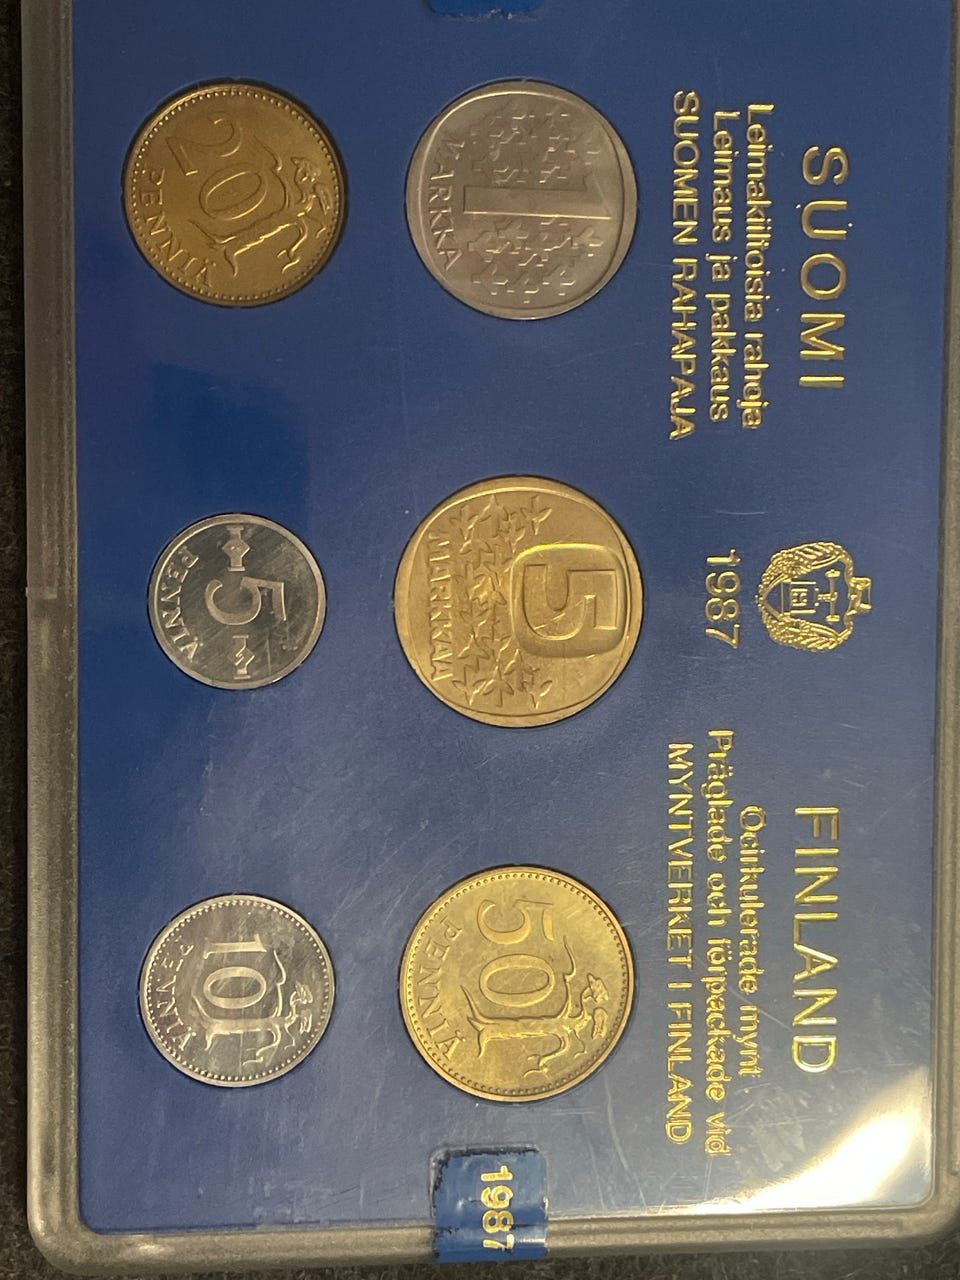 SUOMI
Leimakiiltoisia rahoja
Leimaus ja pakkaus
SUOMEN RAHAPAJA
1987
FINLAND
Ocirkulerade mynt
Präglade och förpackade vid
MYNTVERKET I FINLAND
1
MARKKA
5
MARKKAA
50
PENNIÄ
20
PENNIÄ
5
PENNIÄ
10
PENNIÄ
1987